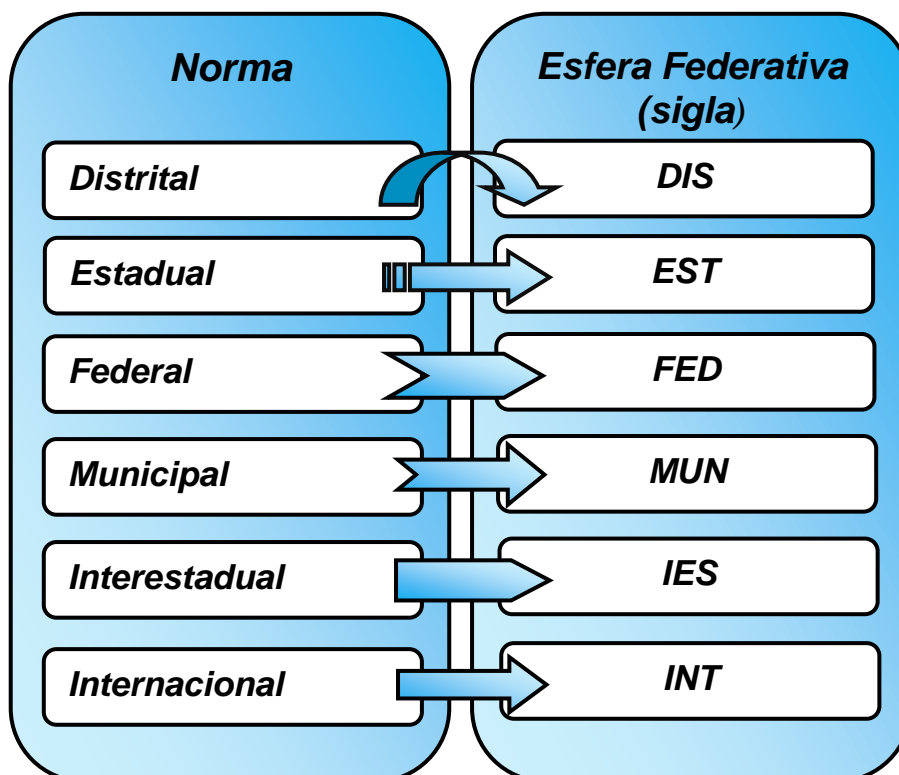 Norma
Esfera Federativa
(sigla)
Distrital
DIS
Estadual
EST
Federal
FED
Municipal
MUN
Interestadual
IES
Internacional
INT